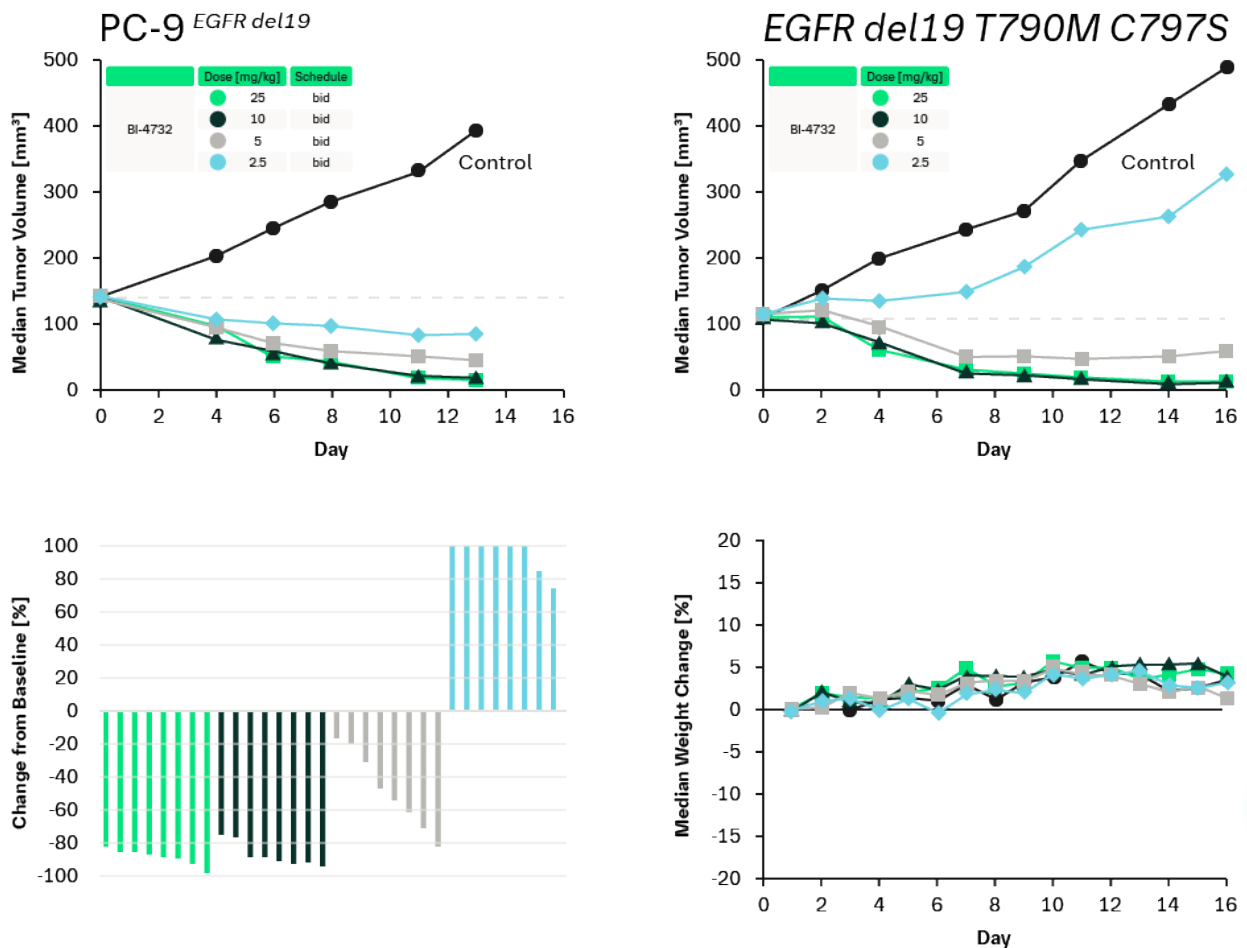 PC-9 EGFR del19
Median Tumor Volume [mm³]
500
400
300
200
100
0
Dose [mg/kg] Schedule
BI-4732
25 bid
10 bid
5 bid
2.5 bid
Control
0 2 4 6 8 10 12 14 16
Day
EGFR del19 T790M C797S
Median Tumor Volume [mm³]
500
400
300
200
100
0
Dose [mg/kg]
BI-4732
25
10
5
2.5
Control
0 2 4 6 8 10 12 14 16
Day
Change from Baseline [%]
100
80
60
40
20
0
-20
-40
-60
-80
-100
Median Weight Change [%]
20
15
10
5
0
-5
-10
-15
-20
0 2 4 6 8 10 12 14 16
Day